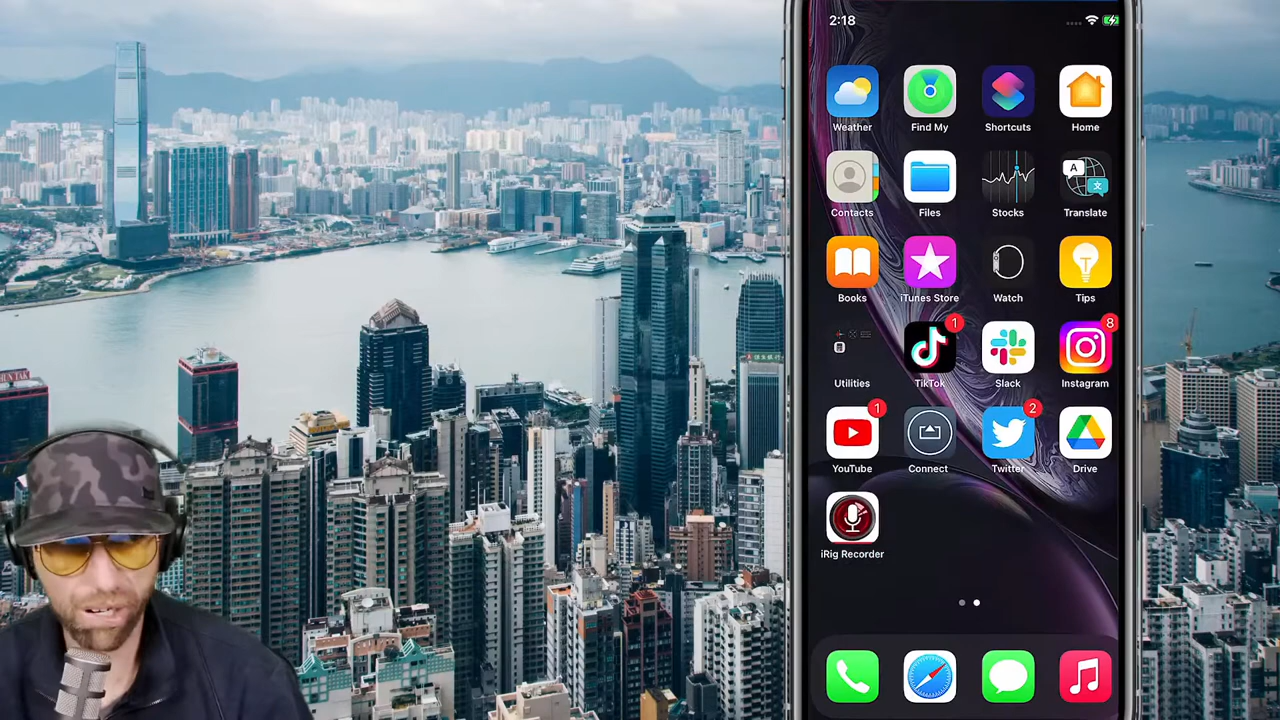 2:18
Weather
Find My
Shortcuts
Home
Contacts
Files
Stocks
Translate
Books
iTunes Store
Watch
Tips
Utilities
TikTok
1
Slack
Instagram
8
YouTube
1
Connect
Twitter
2
Drive
iRig Recorder